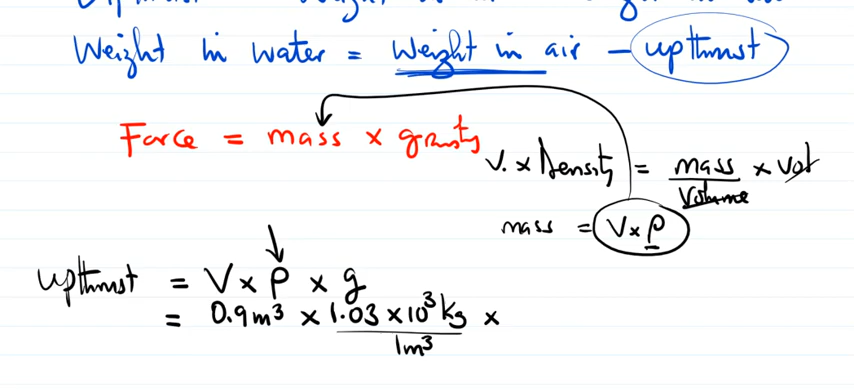 Weight in water = Weight in air - upthrust
Force = mass x gravity
V. x Density = mass / Volume x Vol
mass = V x ρ
upthrust = V x ρ x g
= 0.9m³ x 1.03 x 10³ kg / 1m³ x